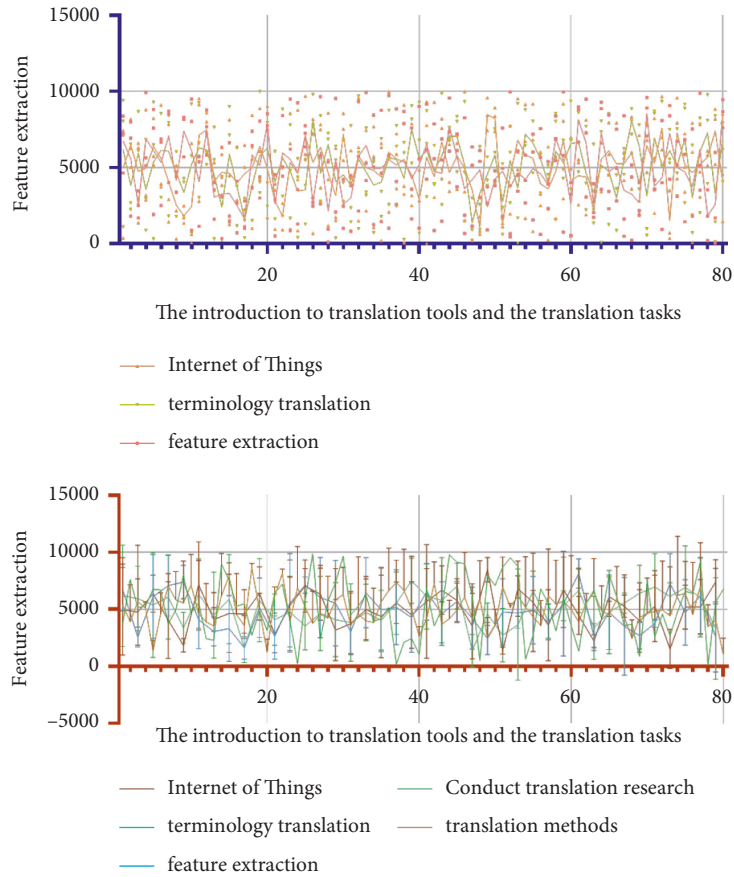 15000
10000
5000
0
Feature extraction
20
40
60
80
The introduction to translation tools and the translation tasks
Internet of Things
terminology translation
feature extraction
15000
10000
5000
0
–5000
Feature extraction
20
40
60
80
The introduction to translation tools and the translation tasks
Internet of Things
terminology translation
feature extraction
Conduct translation research
translation methods